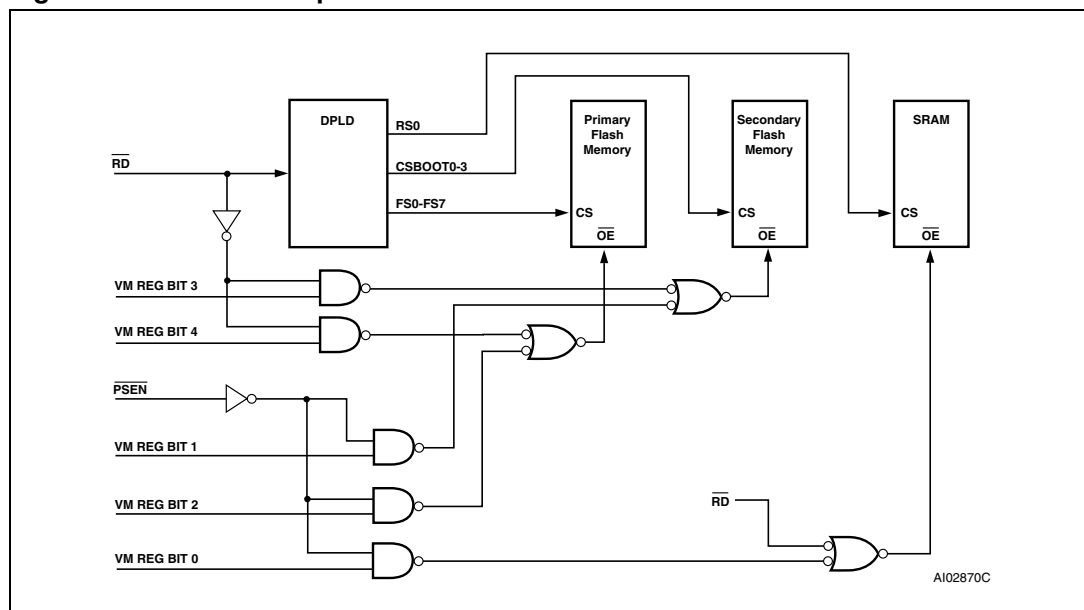 DPLD
RS0
CSBOOT0-3
FS0-FS7
Primary
Flash
Memory
CS
OE
Secondary
Flash
Memory
CS
OE
SRAM
CS
OE
RD
VM REG BIT 3
VM REG BIT 4
PSEN
VM REG BIT 1
VM REG BIT 2
VM REG BIT 0
RD
AI02870C